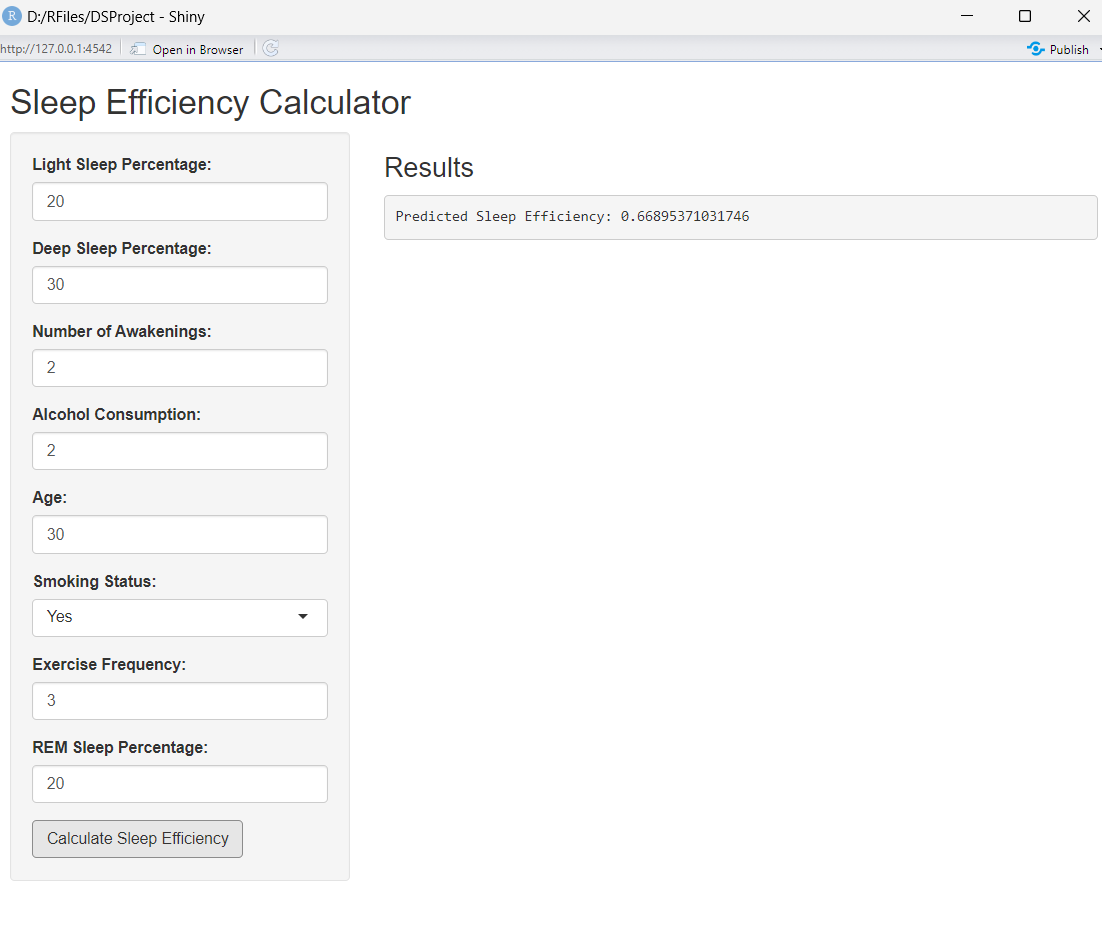 R D:/RFiles/DSProject - Shiny
http://127.0.0.1:4542 Open in Browser Publish
Sleep Efficiency Calculator
Light Sleep Percentage:
20
Deep Sleep Percentage:
30
Number of Awakenings:
2
Alcohol Consumption:
2
Age:
30
Smoking Status:
Yes
Exercise Frequency:
3
REM Sleep Percentage:
20
Calculate Sleep Efficiency
Results
Predicted Sleep Efficiency: 0.66895371031746